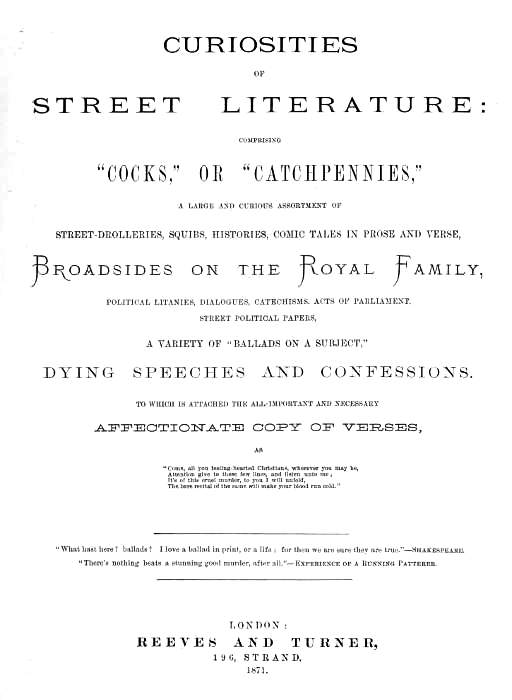 CURIOSITIES
OF
STREET LITERATURE:
COMPRISING
"COCKS," OR "CATCHPENNIES,"
A LARGE AND CURIOUS ASSORTMENT OF
STREET-DROLLERIES, SQUIBS, HISTORIES, COMIC TALES IN PROSE AND VERSE,
BROADSIDES ON THE ROYAL FAMILY,
POLITICAL LITANIES, DIALOGUES, CATECHISMS, ACTS OF PARLIAMENT,
STREET POLITICAL PAPERS,
A VARIETY OF "BALLADS ON A SUBJECT,"
DYING SPEECHES AND CONFESSIONS.
TO WHICH IS ATTACHED THE ALL-IMPORTANT AND NECESSARY
AFFECTIONATE COPY OF VERSES,
AS
"Come, all you feeling-hearted Christians, wherever you may be,
Attention give to these few lines, and listen unto me;
It's of this cruel murder, to you I will unfold,
The bare recital of the same will make your blood run cold."
"What hast here? ballads? I love a ballad in print, or a life; for then we are sure they are true."—SHAKESPEARE.
"There's nothing beats a stunning good murder, after all."—EXPERIENCE OF A RUNNING PATTERER.
LONDON:
REEVES AND TURNER,
196, STRAND.
1871.